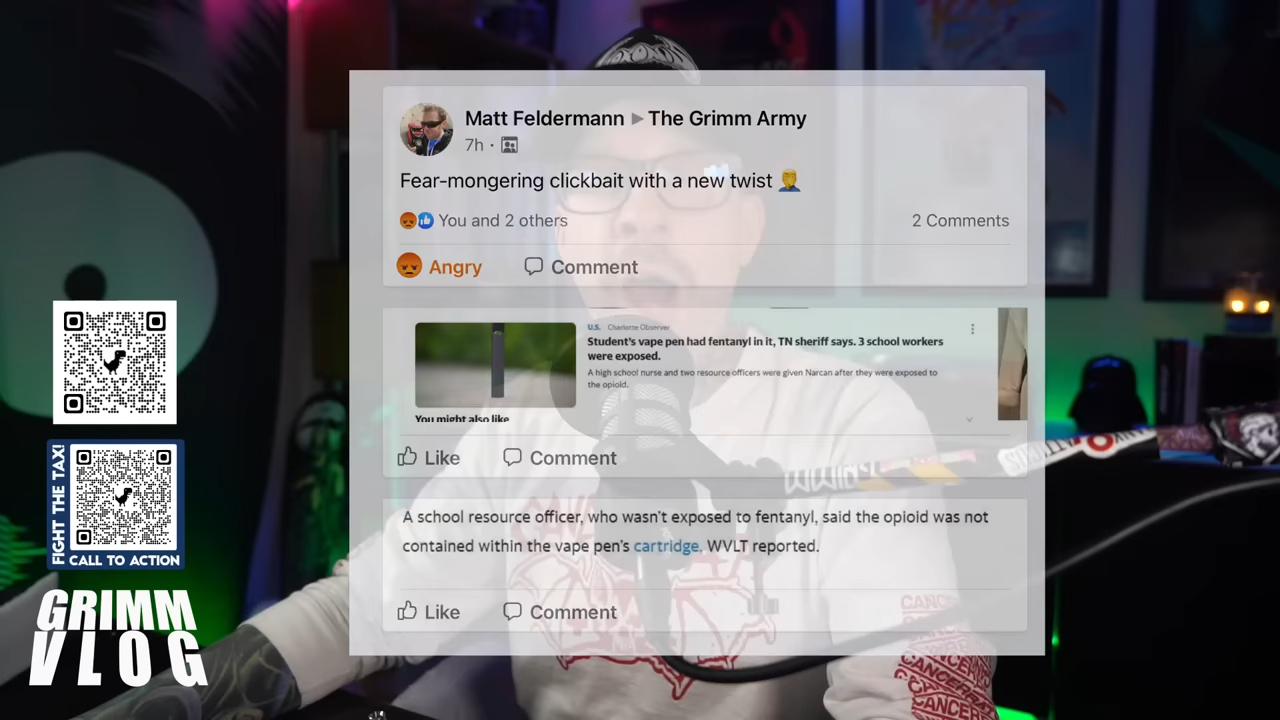 Matt Feldermann ▶ The Grimm Army
7h ·
Fear-mongering clickbait with a new twist 🤦‍♂️
You and 2 others
2 Comments
Angry
Comment
U.S. Charlotte Observer
Student's vape pen had fentanyl in it, TN sheriff says. 3 school workers
were exposed.
A high school nurse and two resource officers were given Narcan after they were exposed to
the opioid.
You might also like
Like
Comment
A school resource officer, who wasn't exposed to fentanyl, said the opioid was not
contained within the vape pen's cartridge, WVLT reported.
Like
Comment
FIGHT THE TAX!
CALL TO ACTION
GRIMM
VLOG